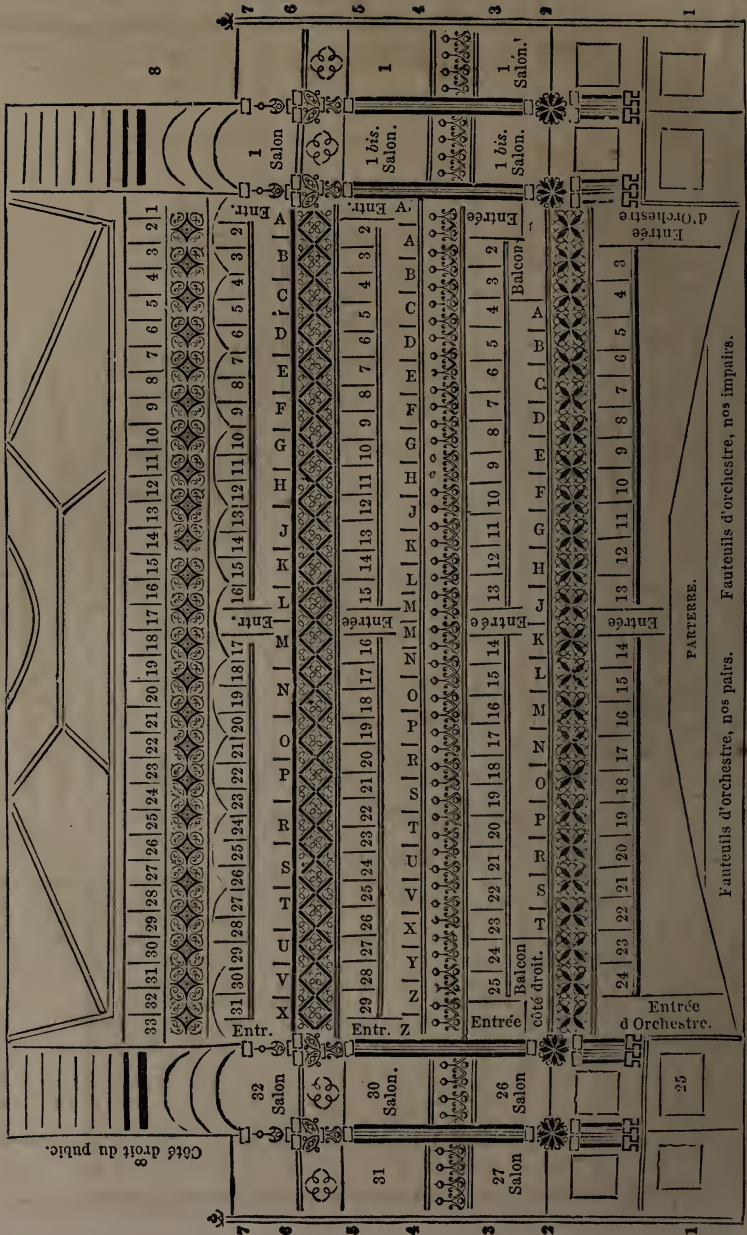 Côté droit du pubic.
8
33 32 31 30 29 28 27 26 25 24 23 22 21 20 19 18 17 16 15 14 13 12 11 10 9 8 7 6 5 4 3 2 1
8
7
32
Salon
Entr. 31 30 29 28 27 26 25 24 23 22 21 20 19 18 17 Entr. 16 15 14 13 12 11 10 9 8 7 6 5 4 3 2 Entr.
1
Salon
7
6
X V U T S R P O N M L K J H G F E D C B A
6
5
31
30
Salon.
Entr. 29 28 27 26 25 24 23 22 21 20 19 18 17 16 Entrée 15 14 13 12 11 10 9 8 7 6 5 4 3 2 Entr.
1 bis.
Salon.
1
5
4
Z Z Y X V U T S R P O N M M L K J H G F E D C B A A'
4
3
27
Salon
26
Salon
Entrée 25 24 23 22 21 20 19 18 17 16 15 14 Entrée 13 12 11 10 9 8 7 6 5 4 3 2 Entrée
1 bis.
Salon.
1
Salon.
3
2
Balcon
côté droit.
T S R P O N M L K J H G F E D C B A
Balcon
2
1
25
Entrée
d'Orchestre.
24 23 22 21 20 19 18 17 16 15 14 Entrée 13 12 11 10 9 8 7 6 5 4 3
Entrée
d'Orchestre
1
PARTERRE.
Fauteuils d'orchestre, nos pairs. Fauteuils d'orchestre, nos impairs.